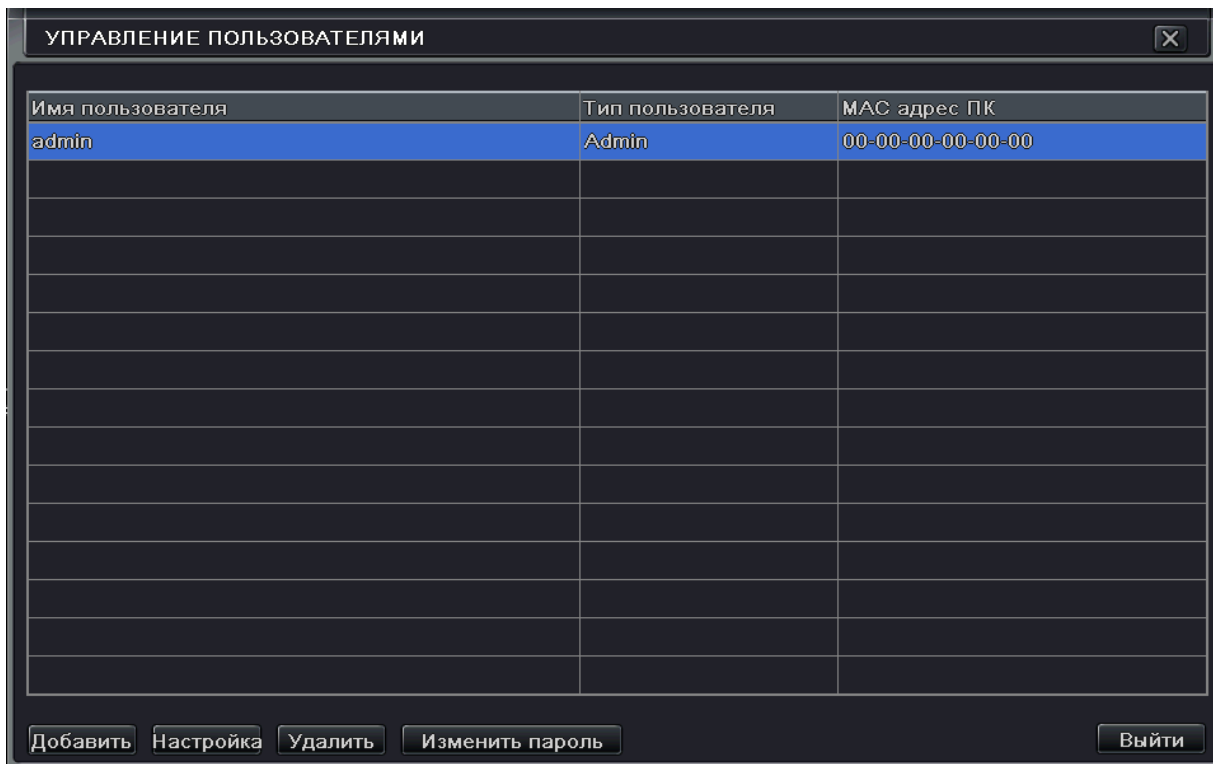 УПРАВЛЕНИЕ ПОЛЬЗОВАТЕЛЯМИ
Имя пользователя Тип пользователя MAC адрес ПК
admin Admin 00-00-00-00-00-00
Добавить Настройка Удалить Изменить пароль Выйти